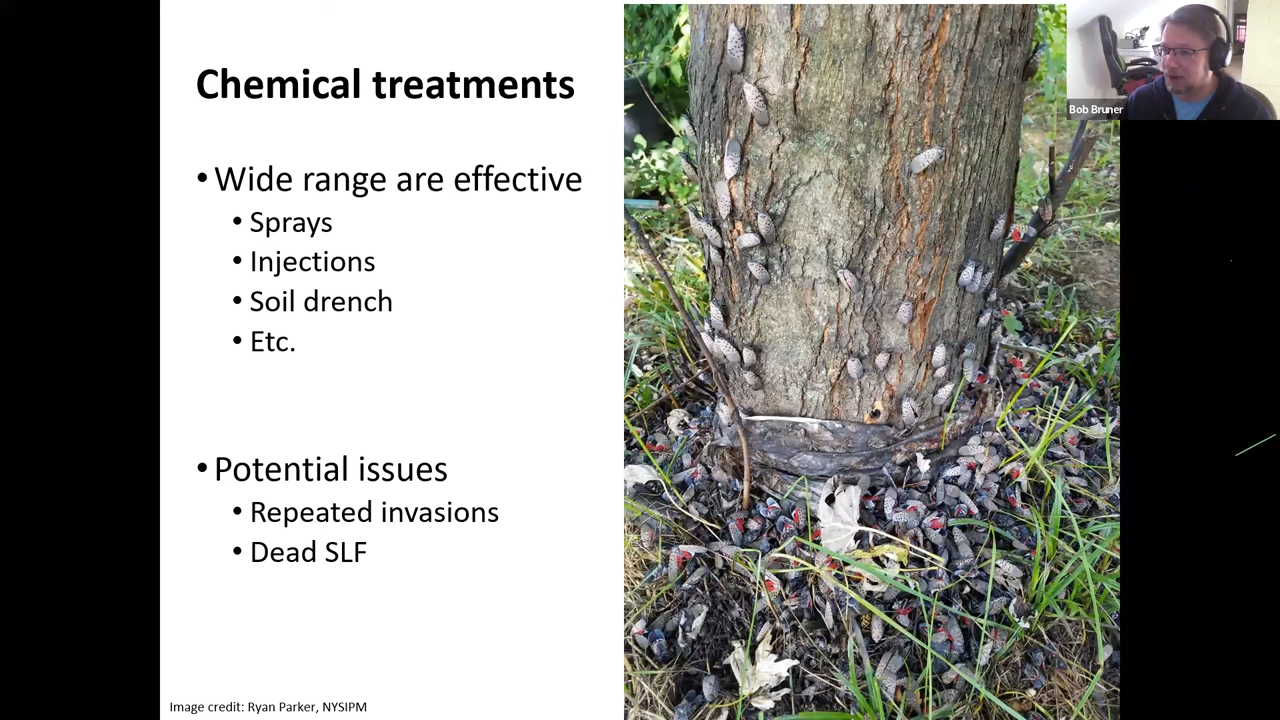 Chemical treatments
• Wide range are effective
• Sprays
• Injections
• Soil drench
• Etc.
• Potential issues
• Repeated invasions
• Dead SLF
Image credit: Ryan Parker, NYSIPM
Bob Bruner